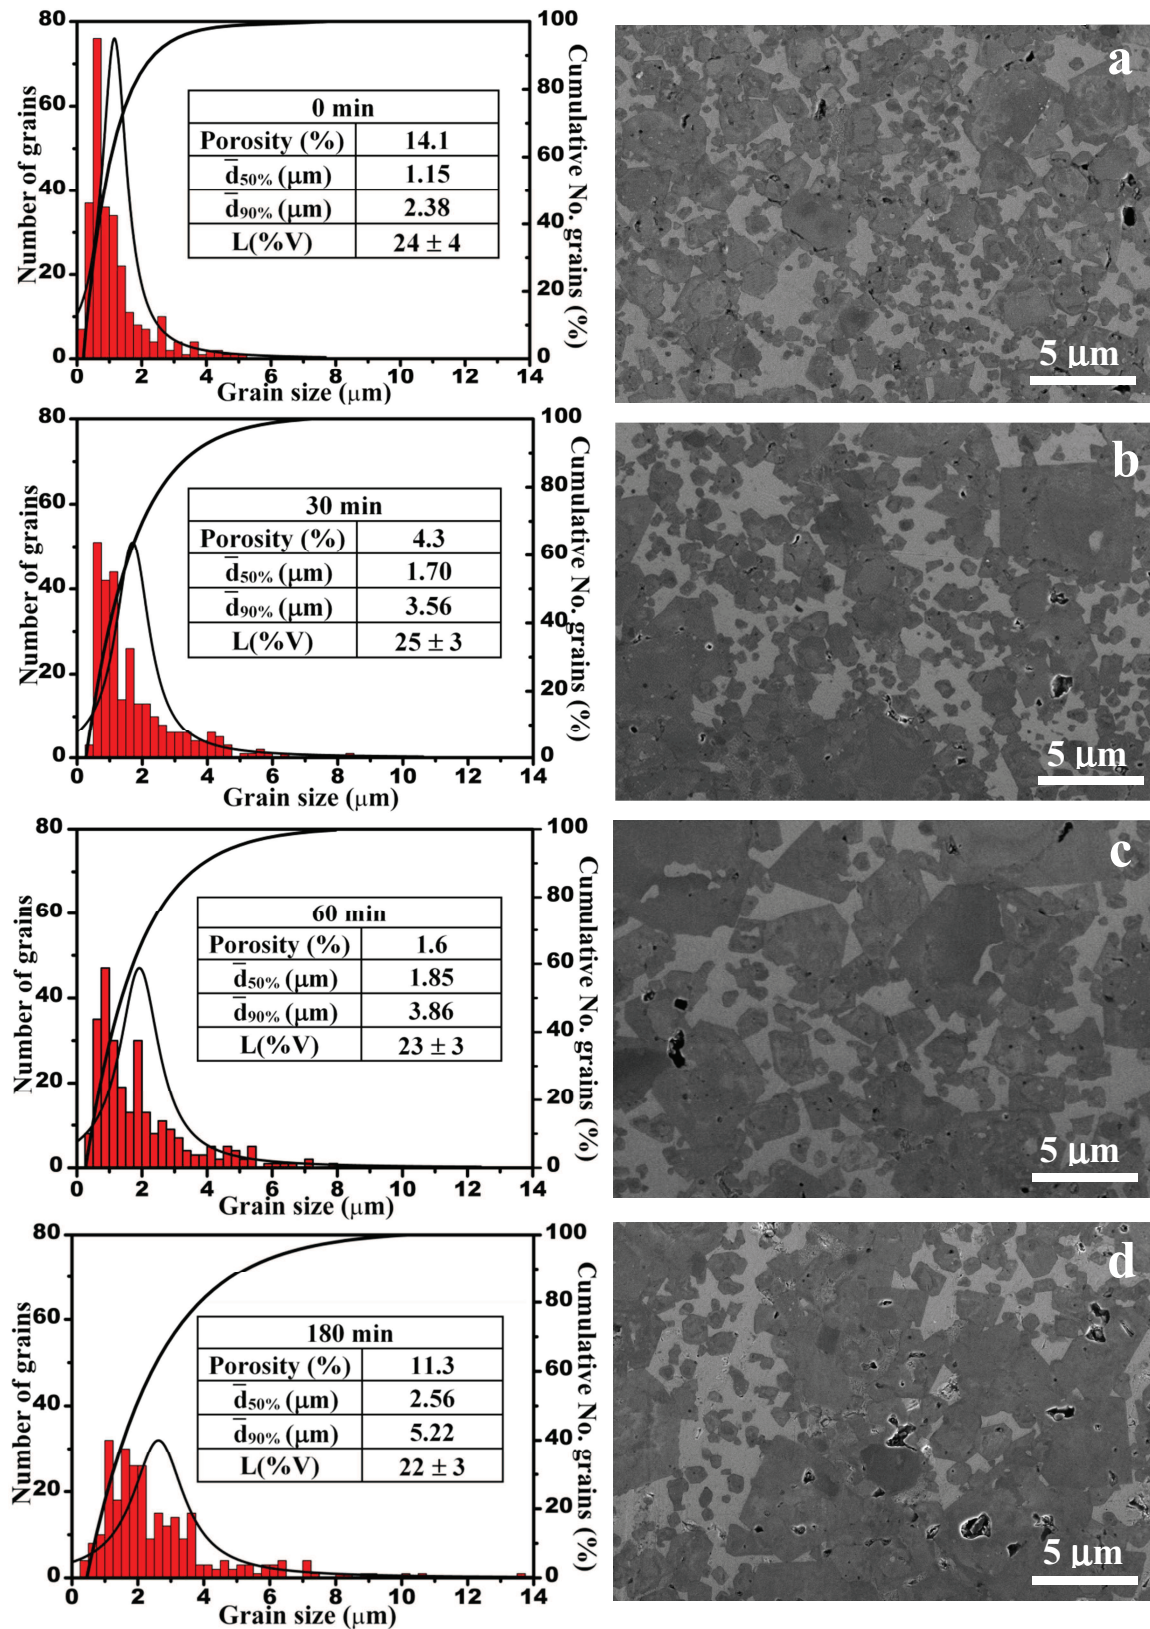 80
60
40
20
0
Number of grains
100
80
60
40
20
0
Cumulative No. grains (%)
0 min
Porosity (%) 14.1
d̅50% (μm) 1.15
d̅90% (μm) 2.38
L(%V) 24 ± 4
0 2 4 6 8 10 12 14
Grain size (μm)
a
5 μm
80
60
40
20
0
Number of grains
100
80
60
40
20
0
Cumulative No. grains (%)
30 min
Porosity (%) 4.3
d̅50% (μm) 1.70
d̅90% (μm) 3.56
L(%V) 25 ± 3
0 2 4 6 8 10 12 14
Grain size (μm)
b
5 μm
80
60
40
20
0
Number of grains
100
80
60
40
20
0
Cumulative No. grains (%)
60 min
Porosity (%) 1.6
d̅50% (μm) 1.85
d̅90% (μm) 3.86
L(%V) 23 ± 3
0 2 4 6 8 10 12 14
Grain size (μm)
c
5 μm
80
60
40
20
0
Number of grains
100
80
60
40
20
0
Cumulative No. grains (%)
180 min
Porosity (%) 11.3
d̅50% (μm) 2.56
d̅90% (μm) 5.22
L(%V) 22 ± 3
0 2 4 6 8 10 12 14
Grain size (μm)
d
5 μm